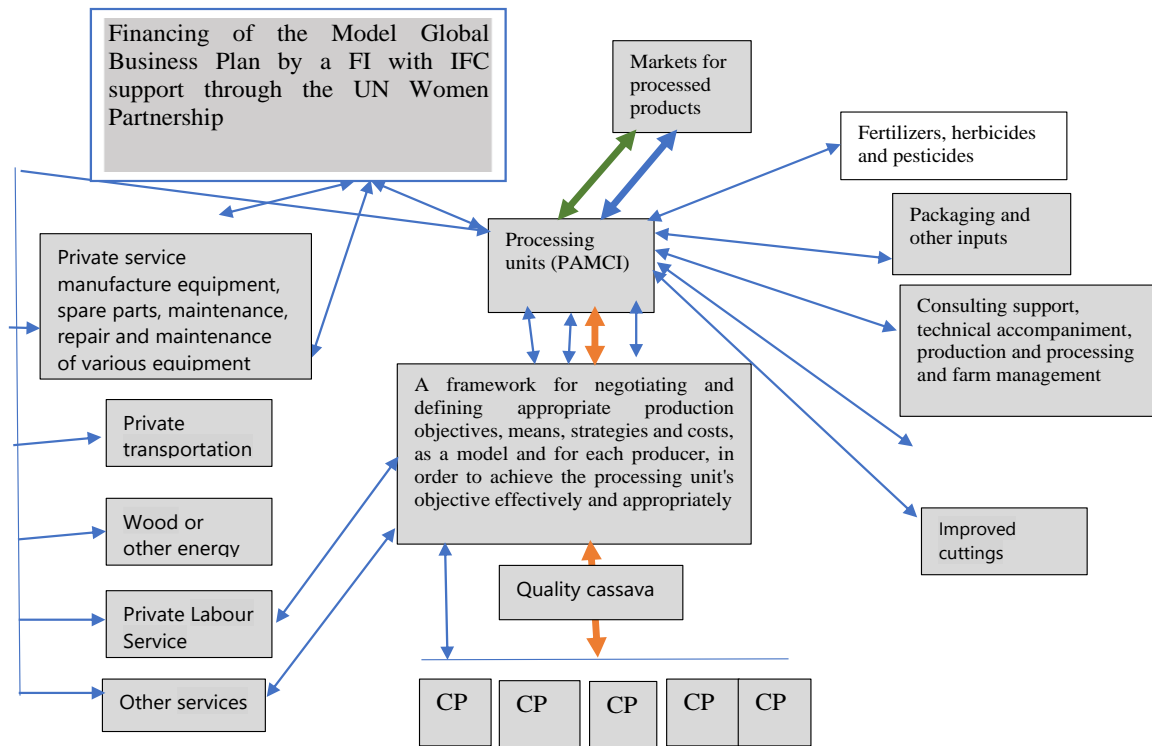 Financing of the Model Global
Business Plan by a FI with IFC
support through the UN Women
Partnership
Markets for
processed
products
Fertilizers, herbicides
and pesticides
Packaging and
other inputs
Processing
units (PAMCI)
Private service
manufacture equipment,
spare parts, maintenance,
repair and maintenance
of various equipment
Consulting support,
technical accompaniment,
production and processing
and farm management
A framework for negotiating and
defining appropriate production
objectives, means, strategies and costs,
as a model and for each producer, in
order to achieve the processing unit's
objective effectively and appropriately
Private
transportation
Wood or
other energy
Improved
cuttings
Quality cassava
Private Labour
Service
Other services
CP
CP
CP
CP
CP